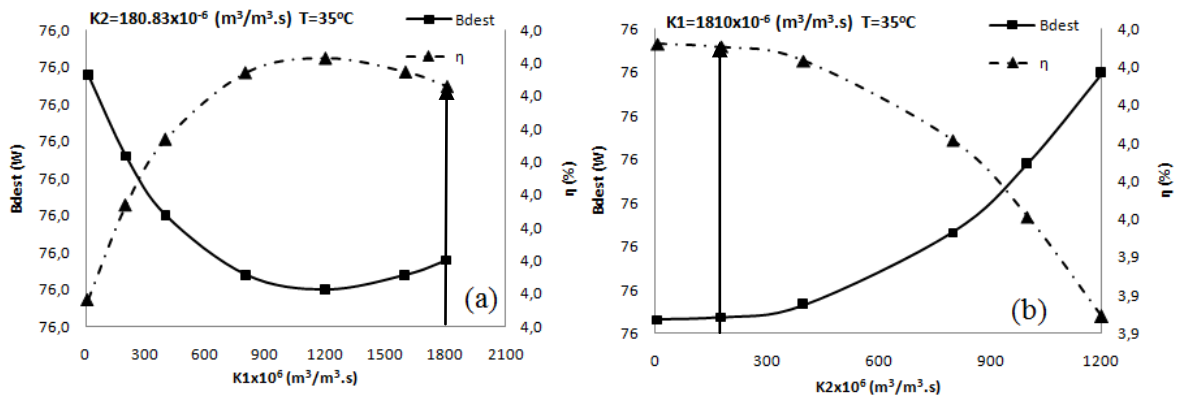 K2=180.83x10⁻⁶ (m³/m³.s) T=35ºC
Bdest
η
76,0
76,0
76,0
76,0
76,0
76,0
76,0
76,0
76,0
Bdest (W)
4,0
4,0
4,0
4,0
4,0
4,0
4,0
4,0
4,0
4,0
η (%)
(a)
0 300 600 900 1200 1500 1800 2100
K1x10⁶ (m³/m³.s)
K1=1810x10⁻⁶ (m³/m³.s) T=35ºC
Bdest
η
76
76
76
76
76
76
76
76
Bdest (W)
4,0
4,0
4,0
4,0
4,0
4,0
3,9
3,9
3,9
η (%)
(b)
0 300 600 900 1200
K2x10⁶ (m³/m³.s)